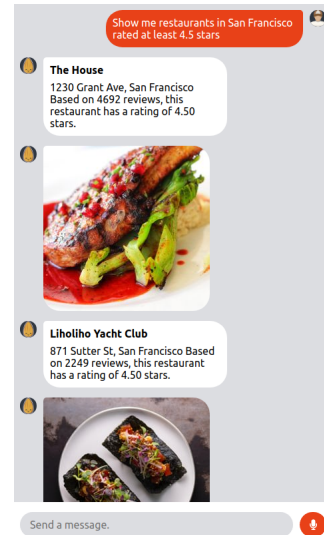 Show me restaurants in San Francisco
rated at least 4.5 stars
The House
1230 Grant Ave, San Francisco
Based on 4692 reviews, this
restaurant has a rating of 4.50
stars.
Liholiho Yacht Club
871 Sutter St, San Francisco Based
on 2249 reviews, this restaurant
has a rating of 4.50 stars.
Send a message.